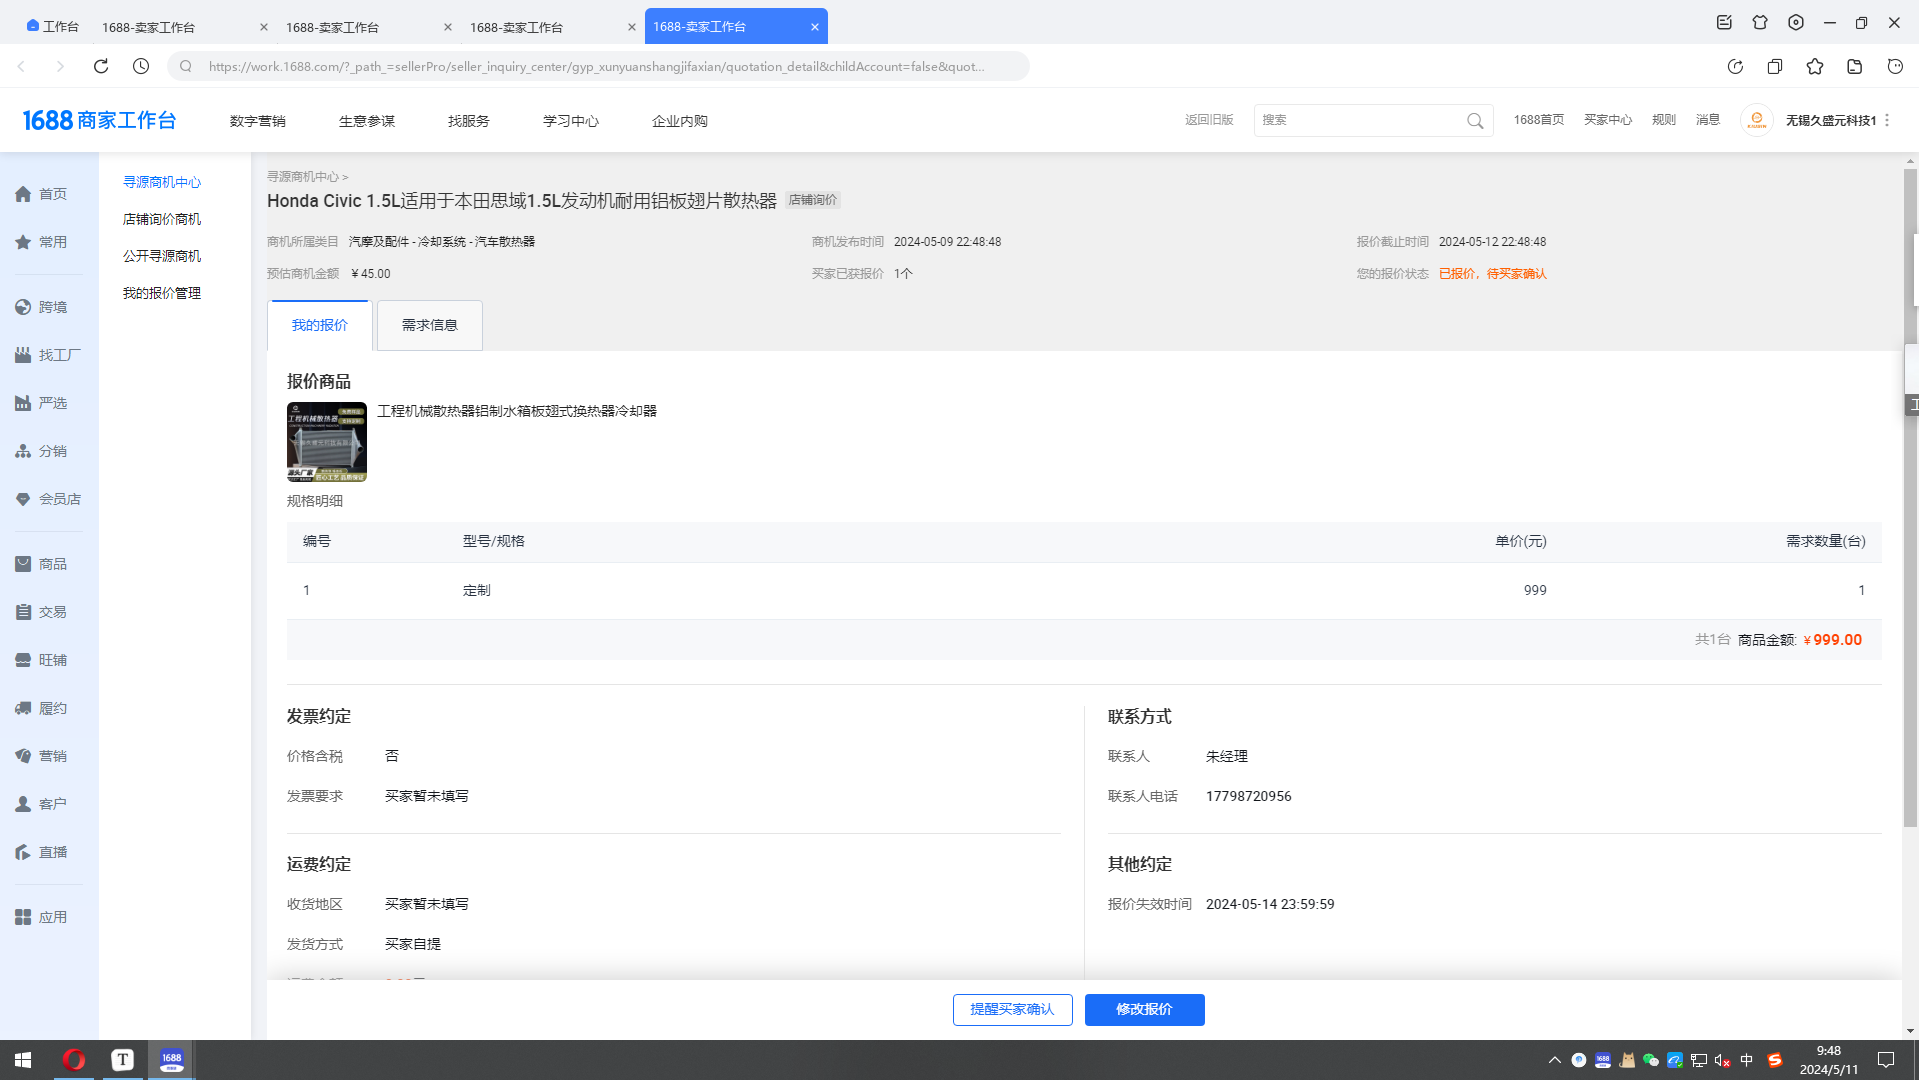 工作台
1688-卖家工作台
1688-卖家工作台
1688-卖家工作台
1688-卖家工作台
https://work.1688.com/?_path_=sellerPro/seller_inquiry_center/gyp_xunyuanshangjifaxian/quotation_detail&childAccount=false&quot...
1688 商家工作台
数字营销
生意参谋
找服务
学习中心
企业内购
返回旧版
搜索
1688首页
买家中心
规则
消息
无锡久盛元科技1
首页
常用
跨境
找工厂
严选
分销
会员店
商品
交易
旺铺
履约
营销
客户
直播
应用
寻源商机中心
店铺询价商机
公开寻源商机
我的报价管理
寻源商机中心 >
Honda Civic 1.5L适用于本田思域1.5L发动机耐用铝板翅片散热器 店铺询价
商机所属类目 汽摩及配件 - 冷却系统 - 汽车散热器
商机发布时间 2024-05-09 22:48:48
报价截止时间 2024-05-12 22:48:48
预估商机金额 ￥45.00
买家已获报价 1个
您的报价状态 已报价，待买家确认
我的报价
需求信息
报价商品
工程机械散热器
源头厂家
工程机械散热器铝制水箱板翅式换热器冷却器
规格明细
编号 型号/规格 单价(元) 需求数量(台)
1 定制 999 1
共1台 商品金额: ￥999.00
发票约定
价格含税 否
发票要求 买家暂未填写
联系方式
联系人 朱经理
联系人电话 17798720956
运费约定
收货地区 买家暂未填写
发货方式 买家自提
其他约定
报价失效时间 2024-05-14 23:59:59
提醒买家确认
修改报价
T
1688
1688
中
9:48
2024/5/11